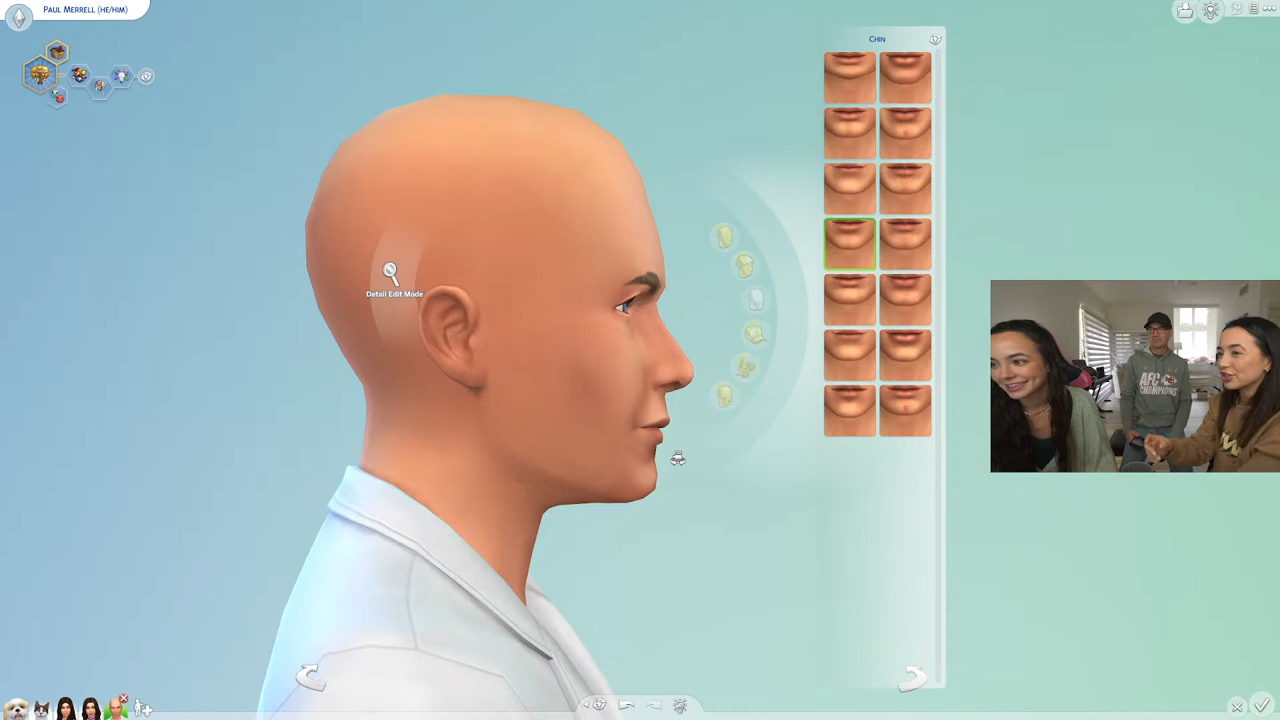 PAUL MERRELL (HE/HIM)
CHIN
Detail Edit Mode
AFC
CHAMPIONS